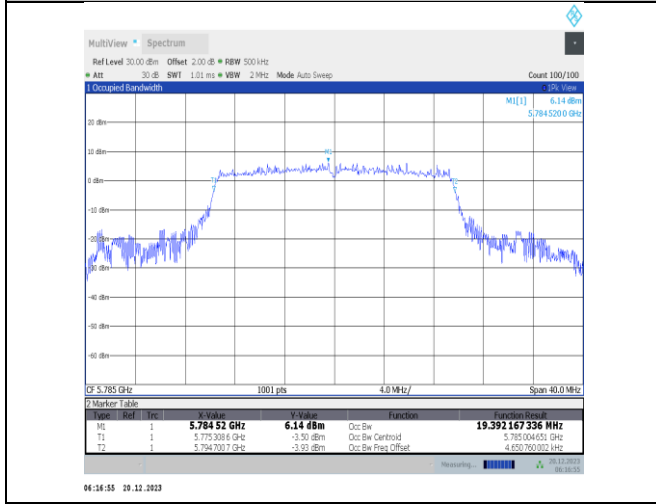 MultiView Spectrum
Ref Level 30.00 dBm Offset 2.00 dB RBW 500 kHz
Att 30 dB SWT 1.01 ms VBW 2 MHz Mode Auto Sweep Count 100/100
1 Occupied Bandwidth 1Pk View
M1[1] 6.14 dBm
5.7845200 GHz
20 dBm
10 dBm
M1
0 dBm
-10 dBm
-20 dBm
-30 dBm
-40 dBm
-50 dBm
-60 dBm
CF 5.785 GHz 1001 pts 4.0 MHz/ Span 40.0 MHz
2 Marker Table
Type Ref Trc X-Value Y-Value Function Function Result
M1 1 5.784 52 GHz 6.14 dBm Occ Bw 19.392 167 336 MHz
T1 1 5.775 308 6 GHz -3.50 dBm Occ Bw Centroid 5.785 004 651 GHz
T2 1 5.794 700 7 GHz -3.93 dBm Occ Bw Freq Offset 4.650 760 002 kHz
Measuring... 20.12.2023
06:16:55
06:16:55 20.12.2023